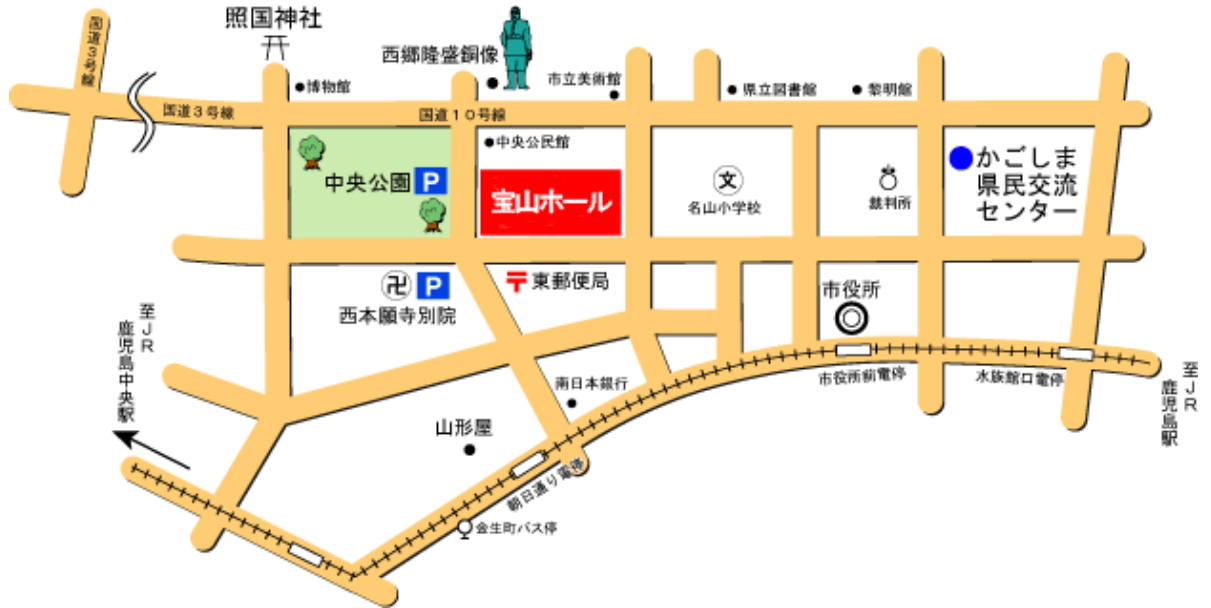 国道3号線
照国神社
西郷隆盛銅像
博物館
市立美術館
県立図書館
黎明館
国道3号線
国道10号線
中央公民館
中央公園 P
宝山ホール
文
名山小学校
裁判所
かごしま
県民交流
センター
卍 P
西本願寺別院
〒東郵便局
市役所
至JR
鹿児島中央駅
南日本銀行
市役所前電停
水族館口電停
至JR
鹿児島駅
山形屋
朝日通り電停
金生町バス停